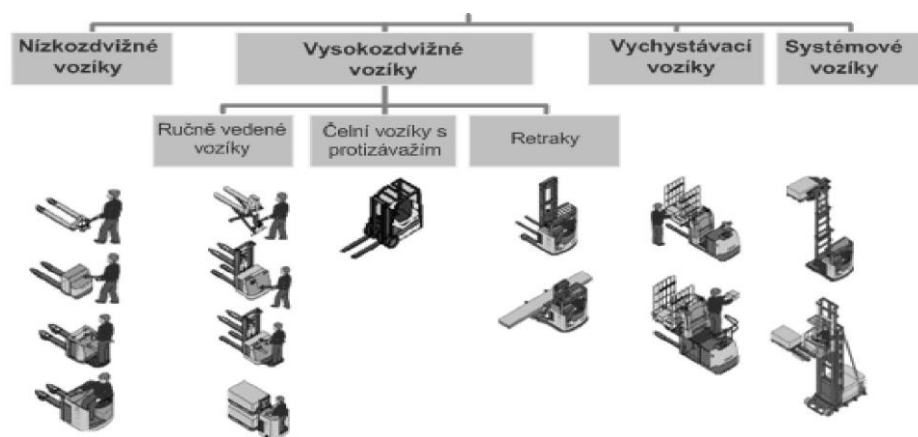 Nízkozdvižné
vozíky
Vysokozdvižné
vozíky
Vychystávací
vozíky
Systémové
vozíky
Ručně vedené
vozíky
Čelní vozíky s
protizávažím
Retraky